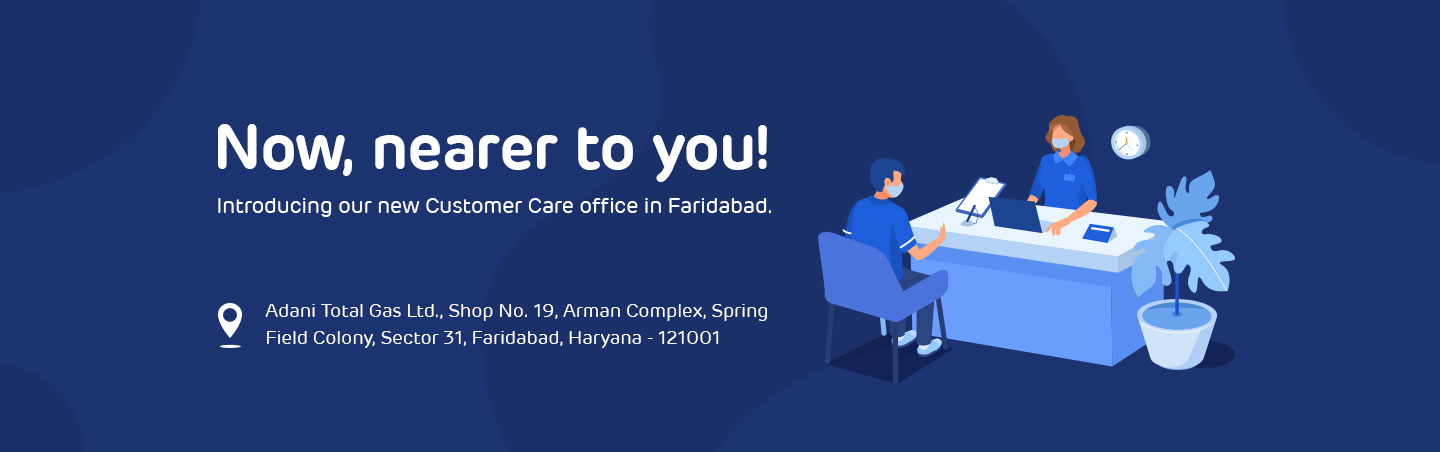 Now, nearer to you!
Introducing our new Customer Care office in Faridabad.
Adani Total Gas Ltd., Shop No. 19, Arman Complex, Spring
Field Colony, Sector 31, Faridabad, Haryana - 121001